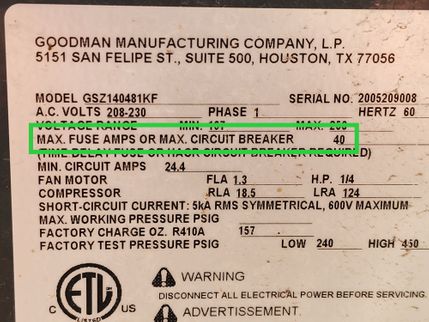 GOODMAN MANUFACTURING COMPANY, L.P.
5151 SAN FELIPE ST., SUITE 500, HOUSTON, TX 77056
MODEL GSZ140481KF SERIAL NO. 2005209008
A.C. VOLTS 208-230 PHASE 1 HERTZ 60
VOLTAGE RANGE MIN. 197 MAX. 253
MAX. FUSE AMPS OR MAX. CIRCUIT BREAKER 40
(TIME DELAY FUSE OR HACR CIRCUIT BREAKER REQUIRED)
MIN. CIRCUIT AMPS 24.4
FAN MOTOR FLA 1.3 H.P. 1/4
COMPRESSOR RLA 18.5 LRA 124
SHORT-CIRCUIT CURRENT: 5kA RMS SYMMETRICAL, 600V MAXIMUM
MAX. WORKING PRESSURE PSIG
FACTORY CHARGE OZ. R410A 157
FACTORY TEST PRESSURE PSIG LOW 240 HIGH 450
ETL
C US
LISTED
WARNING
DISCONNECT ALL ELECTRICAL POWER BEFORE SERVICING.
ADVERTISSEMENT.